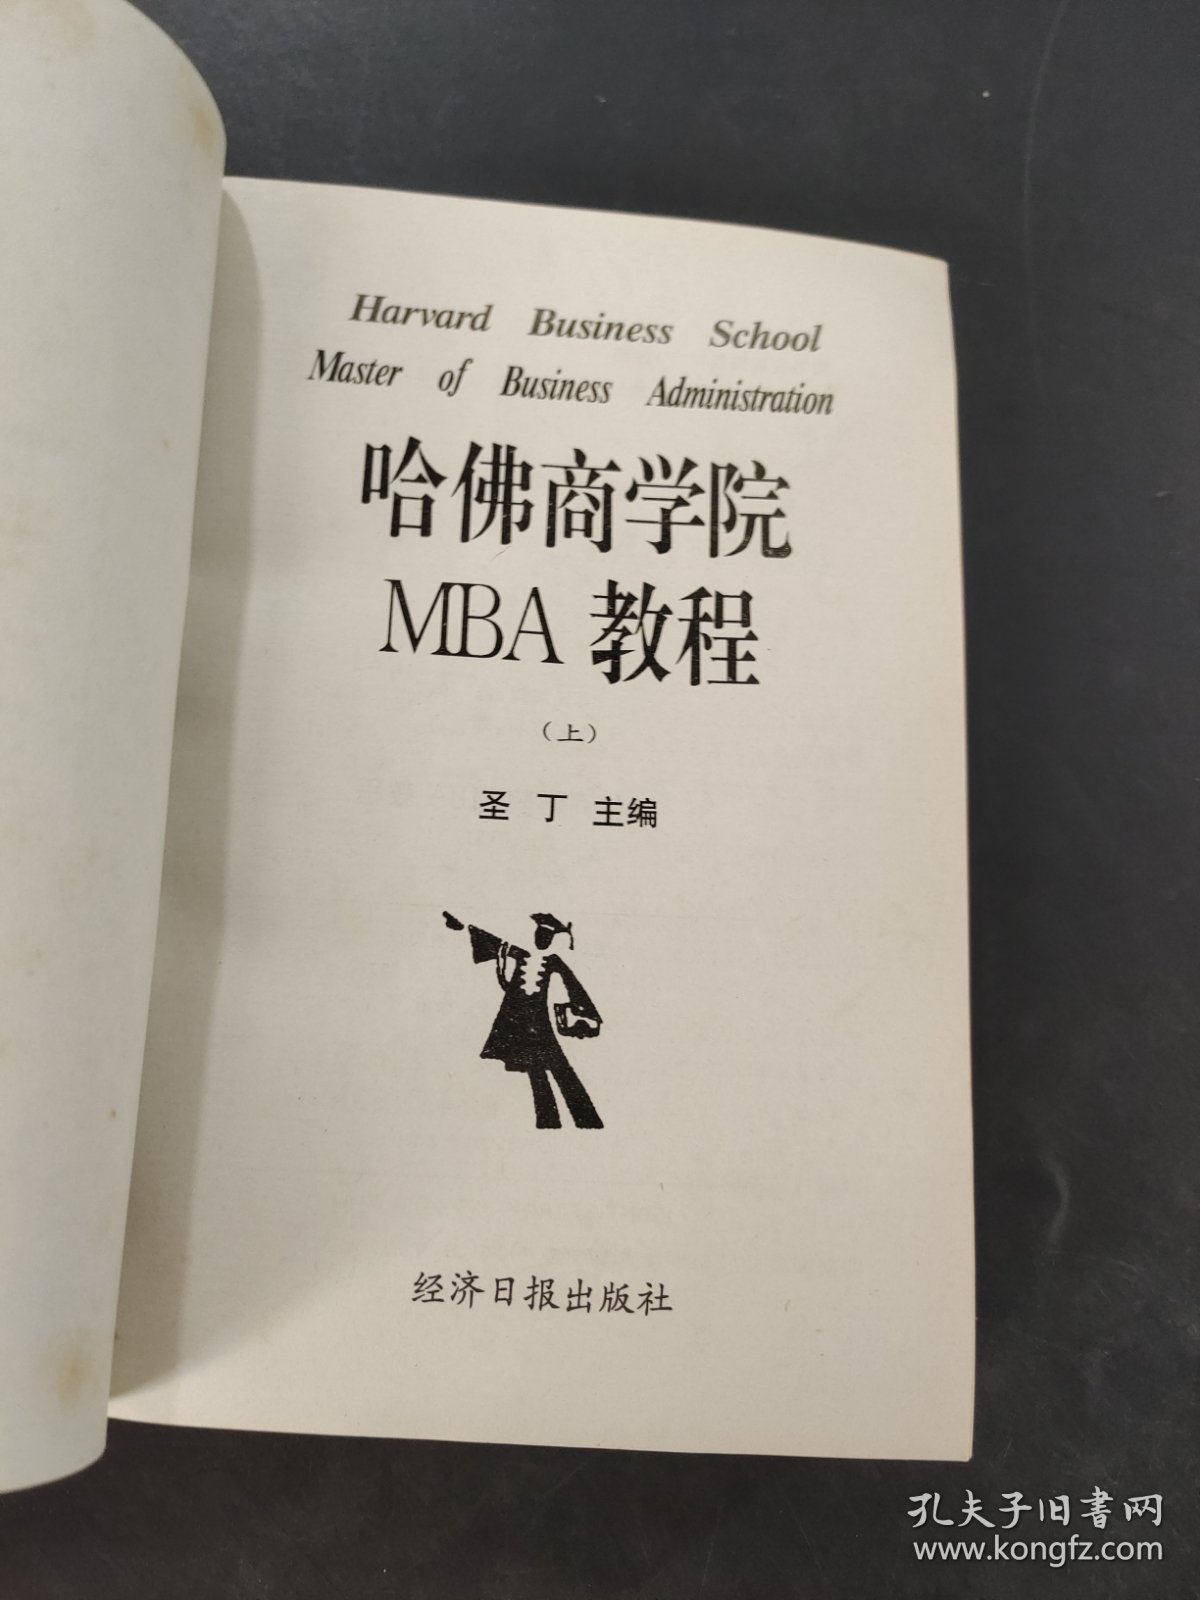 Harvard Business School
Master of Business Administration
哈佛商学院
MBA 教程
（上）
圣 丁 主编
经济日报出版社
孔夫子旧书网
www.kongfz.com